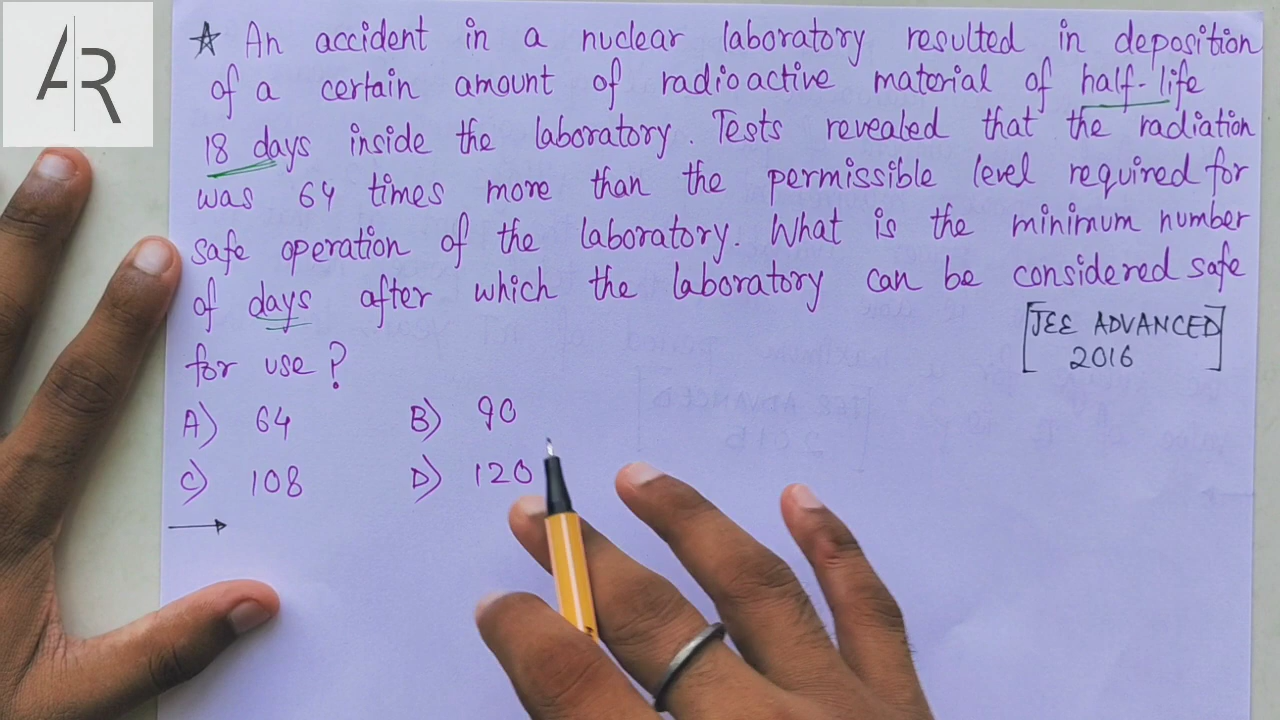 AR
☆ An accident in a nuclear laboratory resulted in deposition
of a certain amount of radioactive material of half-life
18 days inside the laboratory. Tests revealed that the radiation
was 64 times more than the permissible level required for
safe operation of the laboratory. What is the minimum number
of days after which the laboratory can be considered safe
for use?
[JEE ADVANCED
2016]
A) 64 B) 90
C) 108 D) 120
→